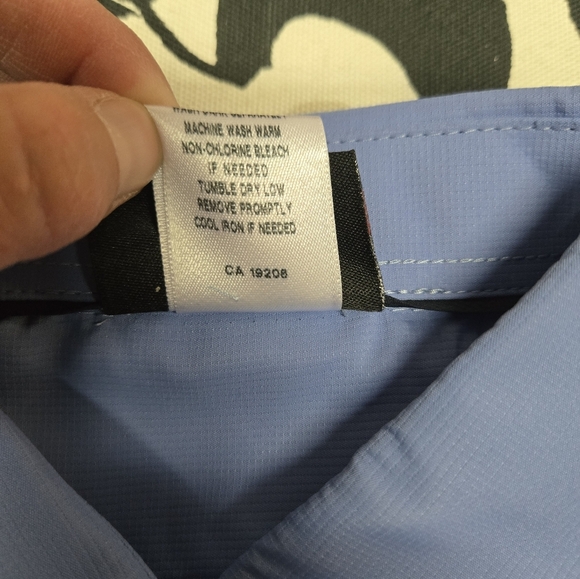 MACHINE WASH WARM
NON-CHLORINE BLEACH
IF NEEDED
TUMBLE DRY LOW
REMOVE PROMPTLY
COOL IRON IF NEEDED
CA 19208